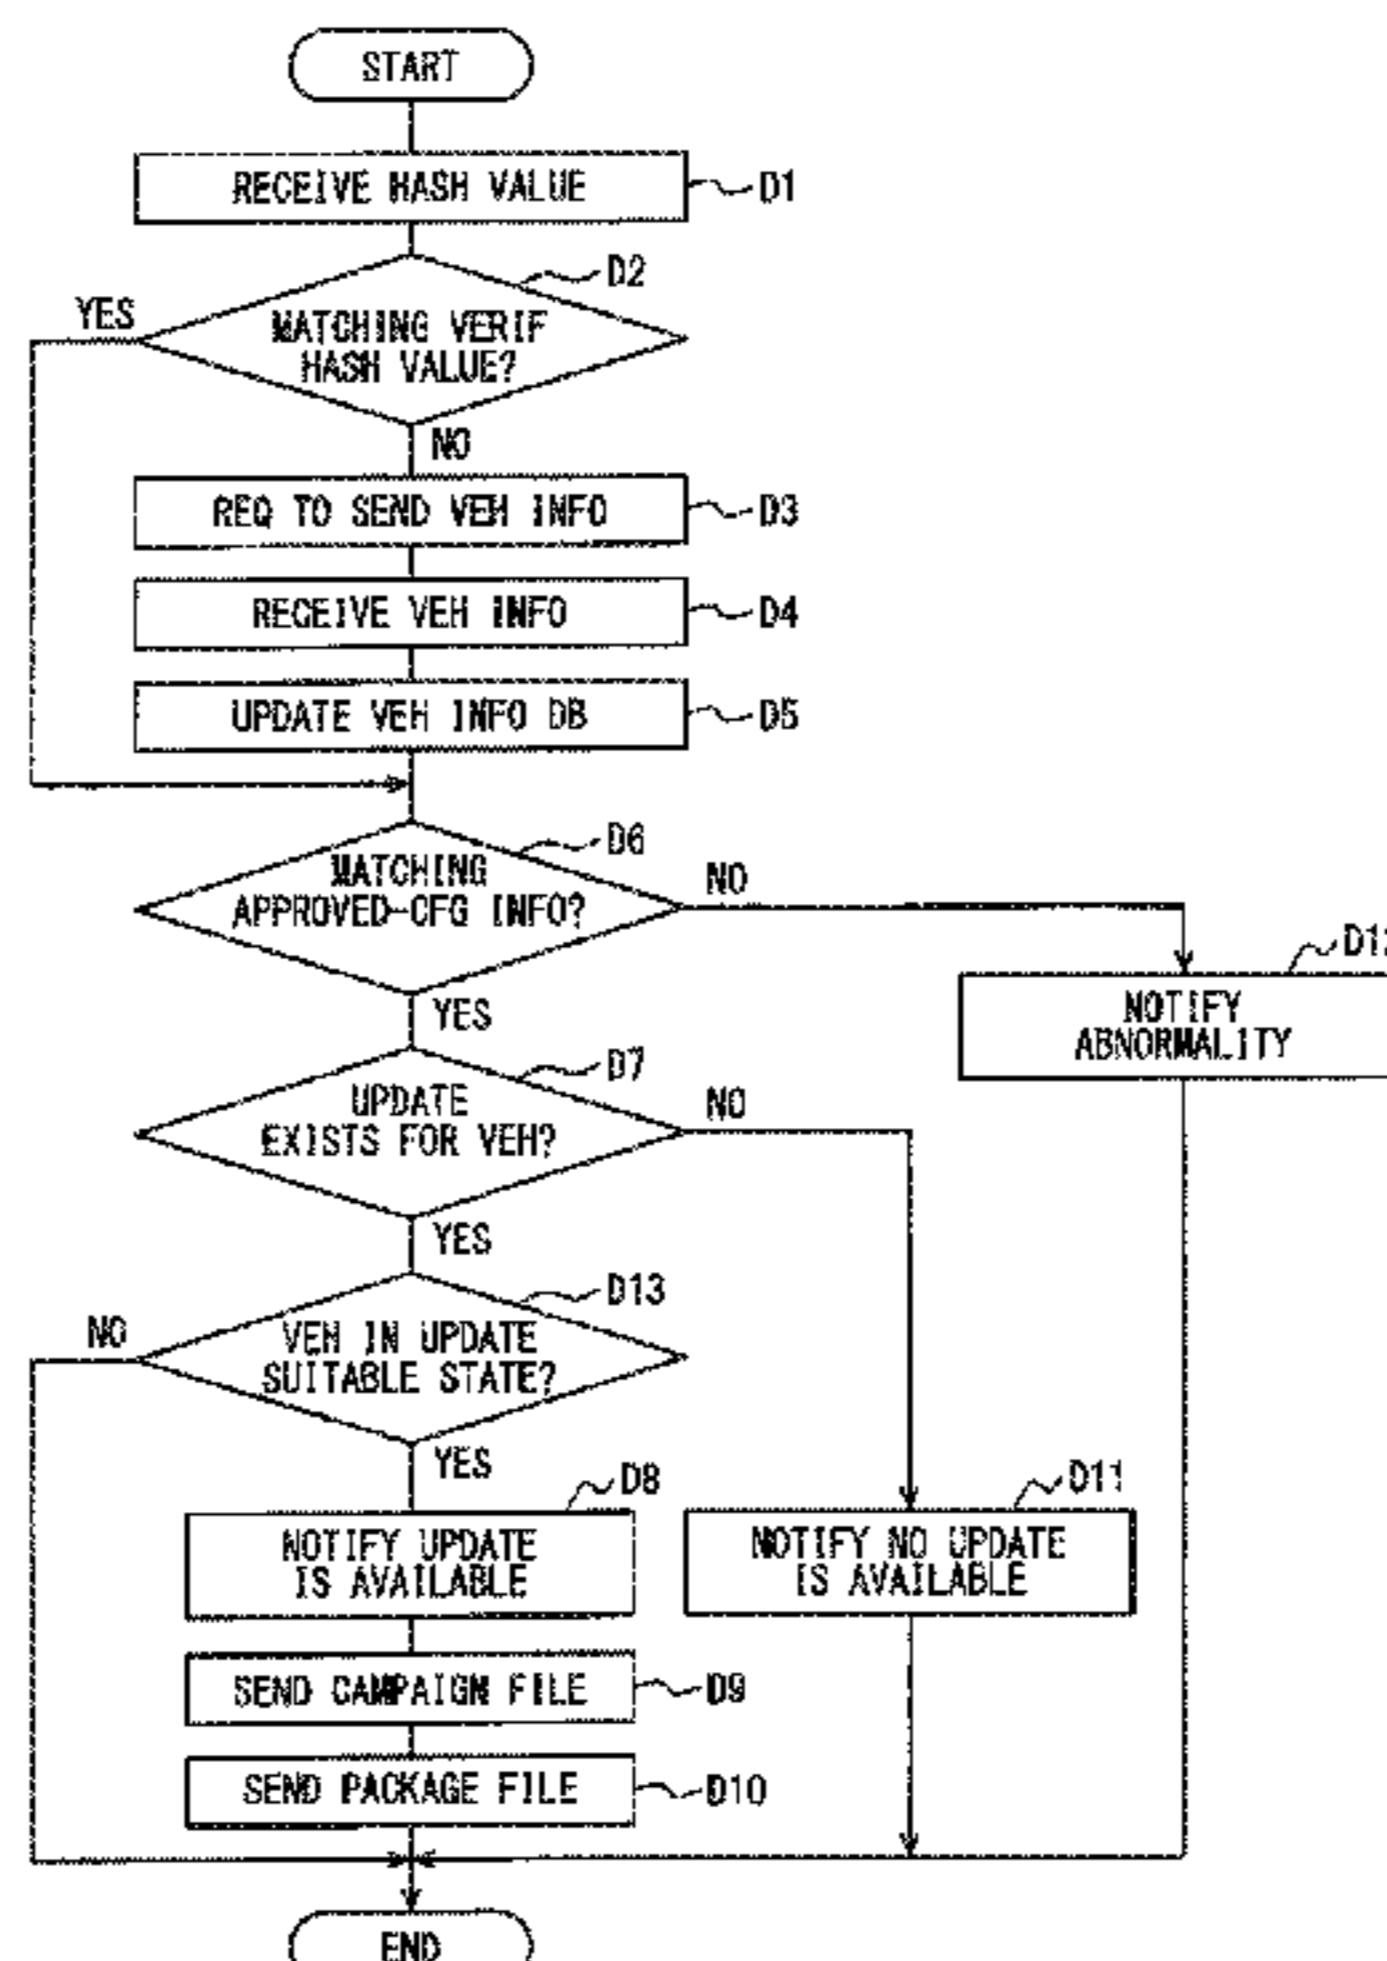 START
RECEIVE HASH VALUE
D1
D2
YES
MATCHING VERIF
HASH VALUE?
NO
REQ TO SEND VEH INFO
D3
RECEIVE VEH INFO
D4
UPDATE VEH INFO DB
D5
D6
MATCHING
APPROVED-CFG INFO?
NO
YES
NOTIFY
ABNORMALITY
D7
UPDATE
EXISTS FOR VEH?
NO
YES
D13
NO
VEH IN UPDATE
SUITABLE STATE?
YES
D8
NOTIFY UPDATE
IS AVAILABLE
D11
NOTIFY NO UPDATE
IS AVAILABLE
SEND CAMPAIGN FILE
D9
SEND PACKAGE FILE
D10
END